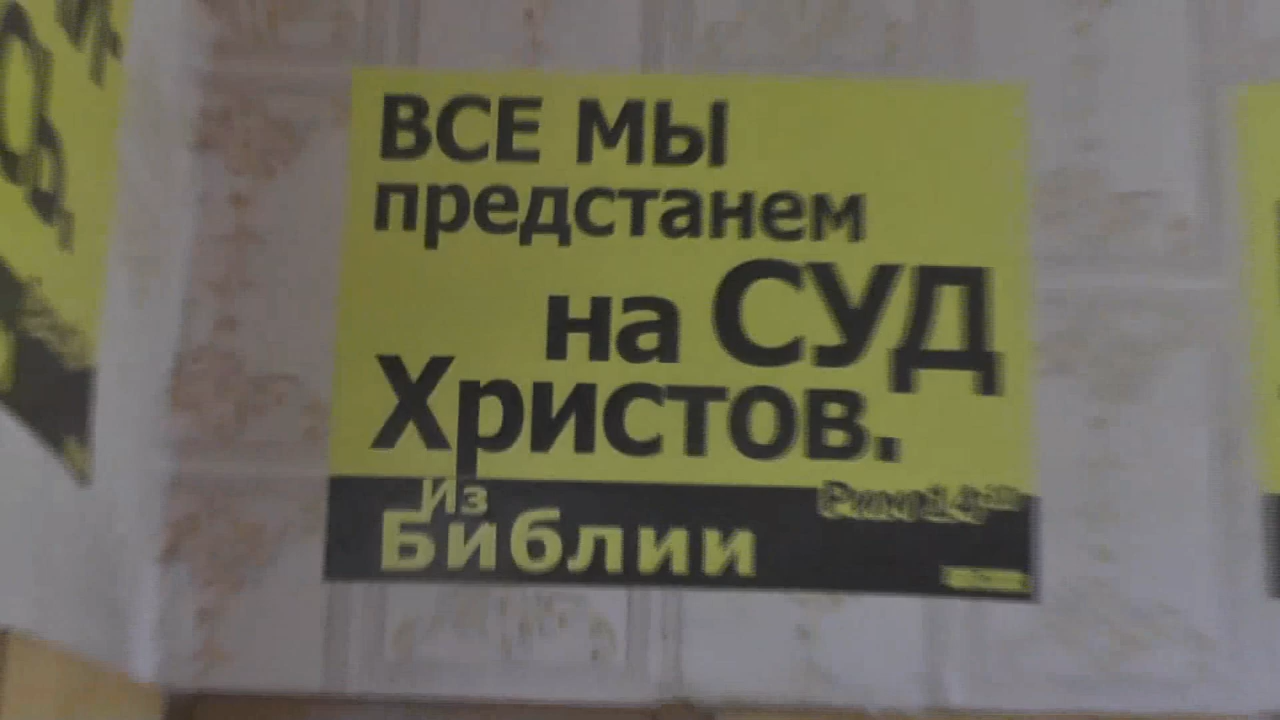 ВСЕ МЫ
предстанем
на СУД
Христов.
Из
Библии